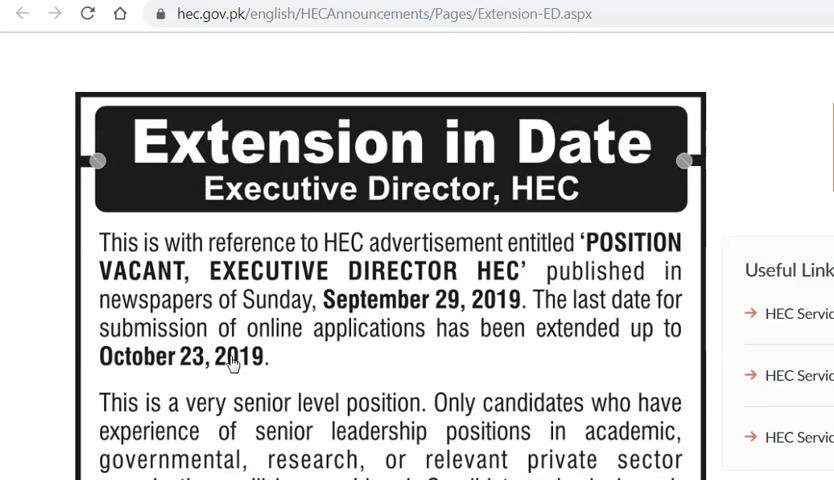 hec.gov.pk/english/HECAnnouncements/Pages/Extension-ED.aspx
Extension in Date
Executive Director, HEC
This is with reference to HEC advertisement entitled ‘POSITION
VACANT, EXECUTIVE DIRECTOR HEC’ published in
newspapers of Sunday, September 29, 2019. The last date for
submission of online applications has been extended up to
October 23, 2019.
This is a very senior level position. Only candidates who have
experience of senior leadership positions in academic,
governmental, research, or relevant private sector
Useful Link
HEC Servic
HEC Servic
HEC Servic